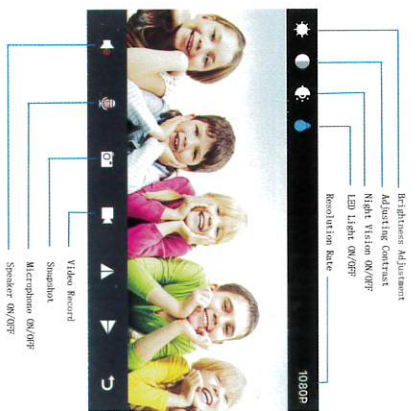 Brightness Adjustment
Adjusting Contrast
Night Vision ON/OFF
LED Light ON/OFF
Resolution Rate
1080P
Video Record
Snapshot
Microphone ON/OFF
Speaker ON/OFF